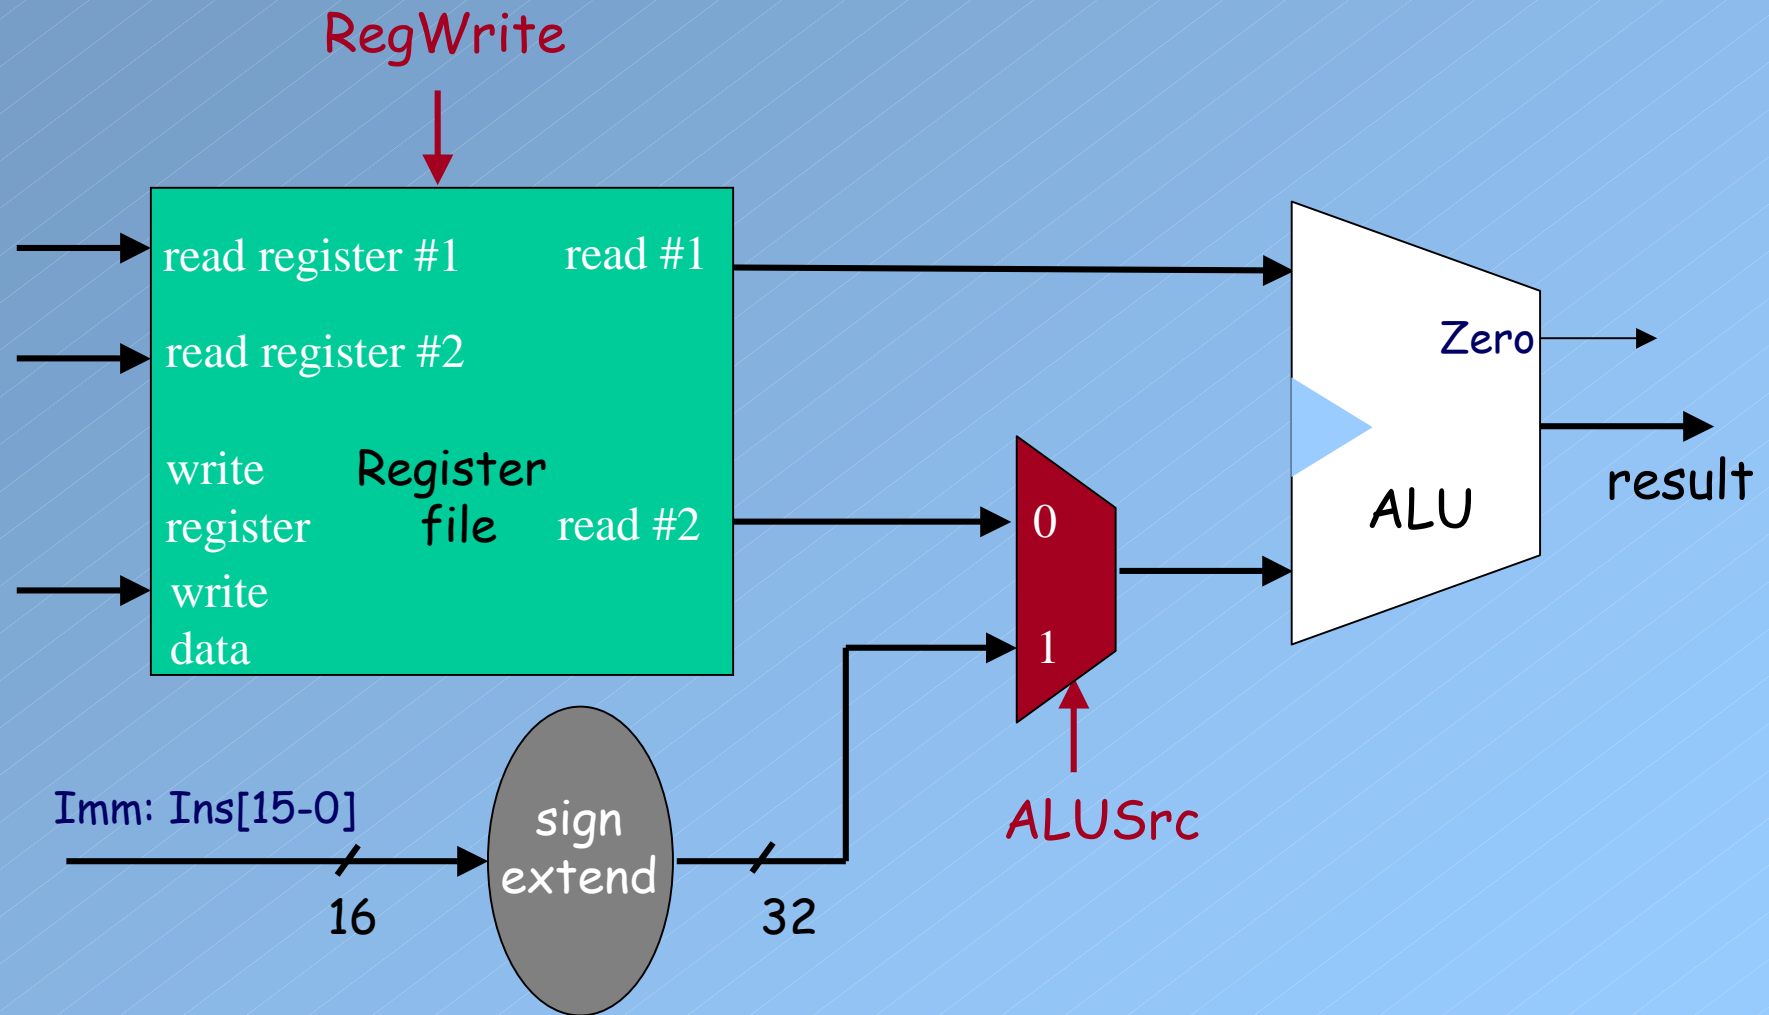 RegWrite
read register #1
read #1
read register #2
write
register
Register
file
read #2
write
data
0
1
Zero
ALU
result
Imm: Ins[15-0]
16
sign
extend
32
ALUSrc